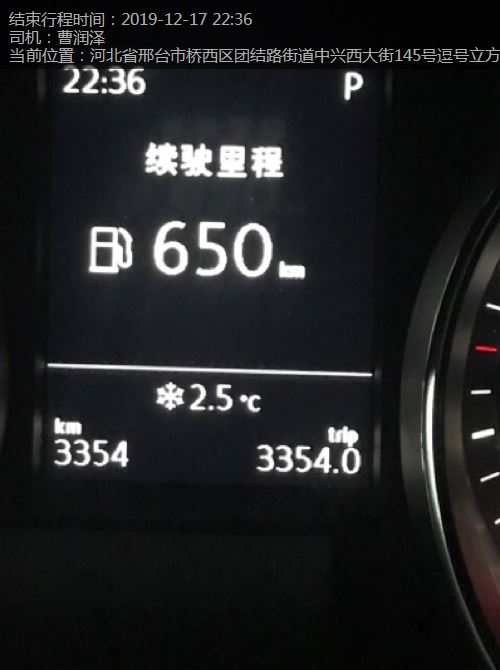 结束行程时间：2019-12-17 22:36
司机：曹润泽
当前位置：河北省邢台市桥西区团结路街道中兴西大街145号逗号立方
22:36 P
续驶里程
650 km
2.5 °C
km trip
3354 3354.0